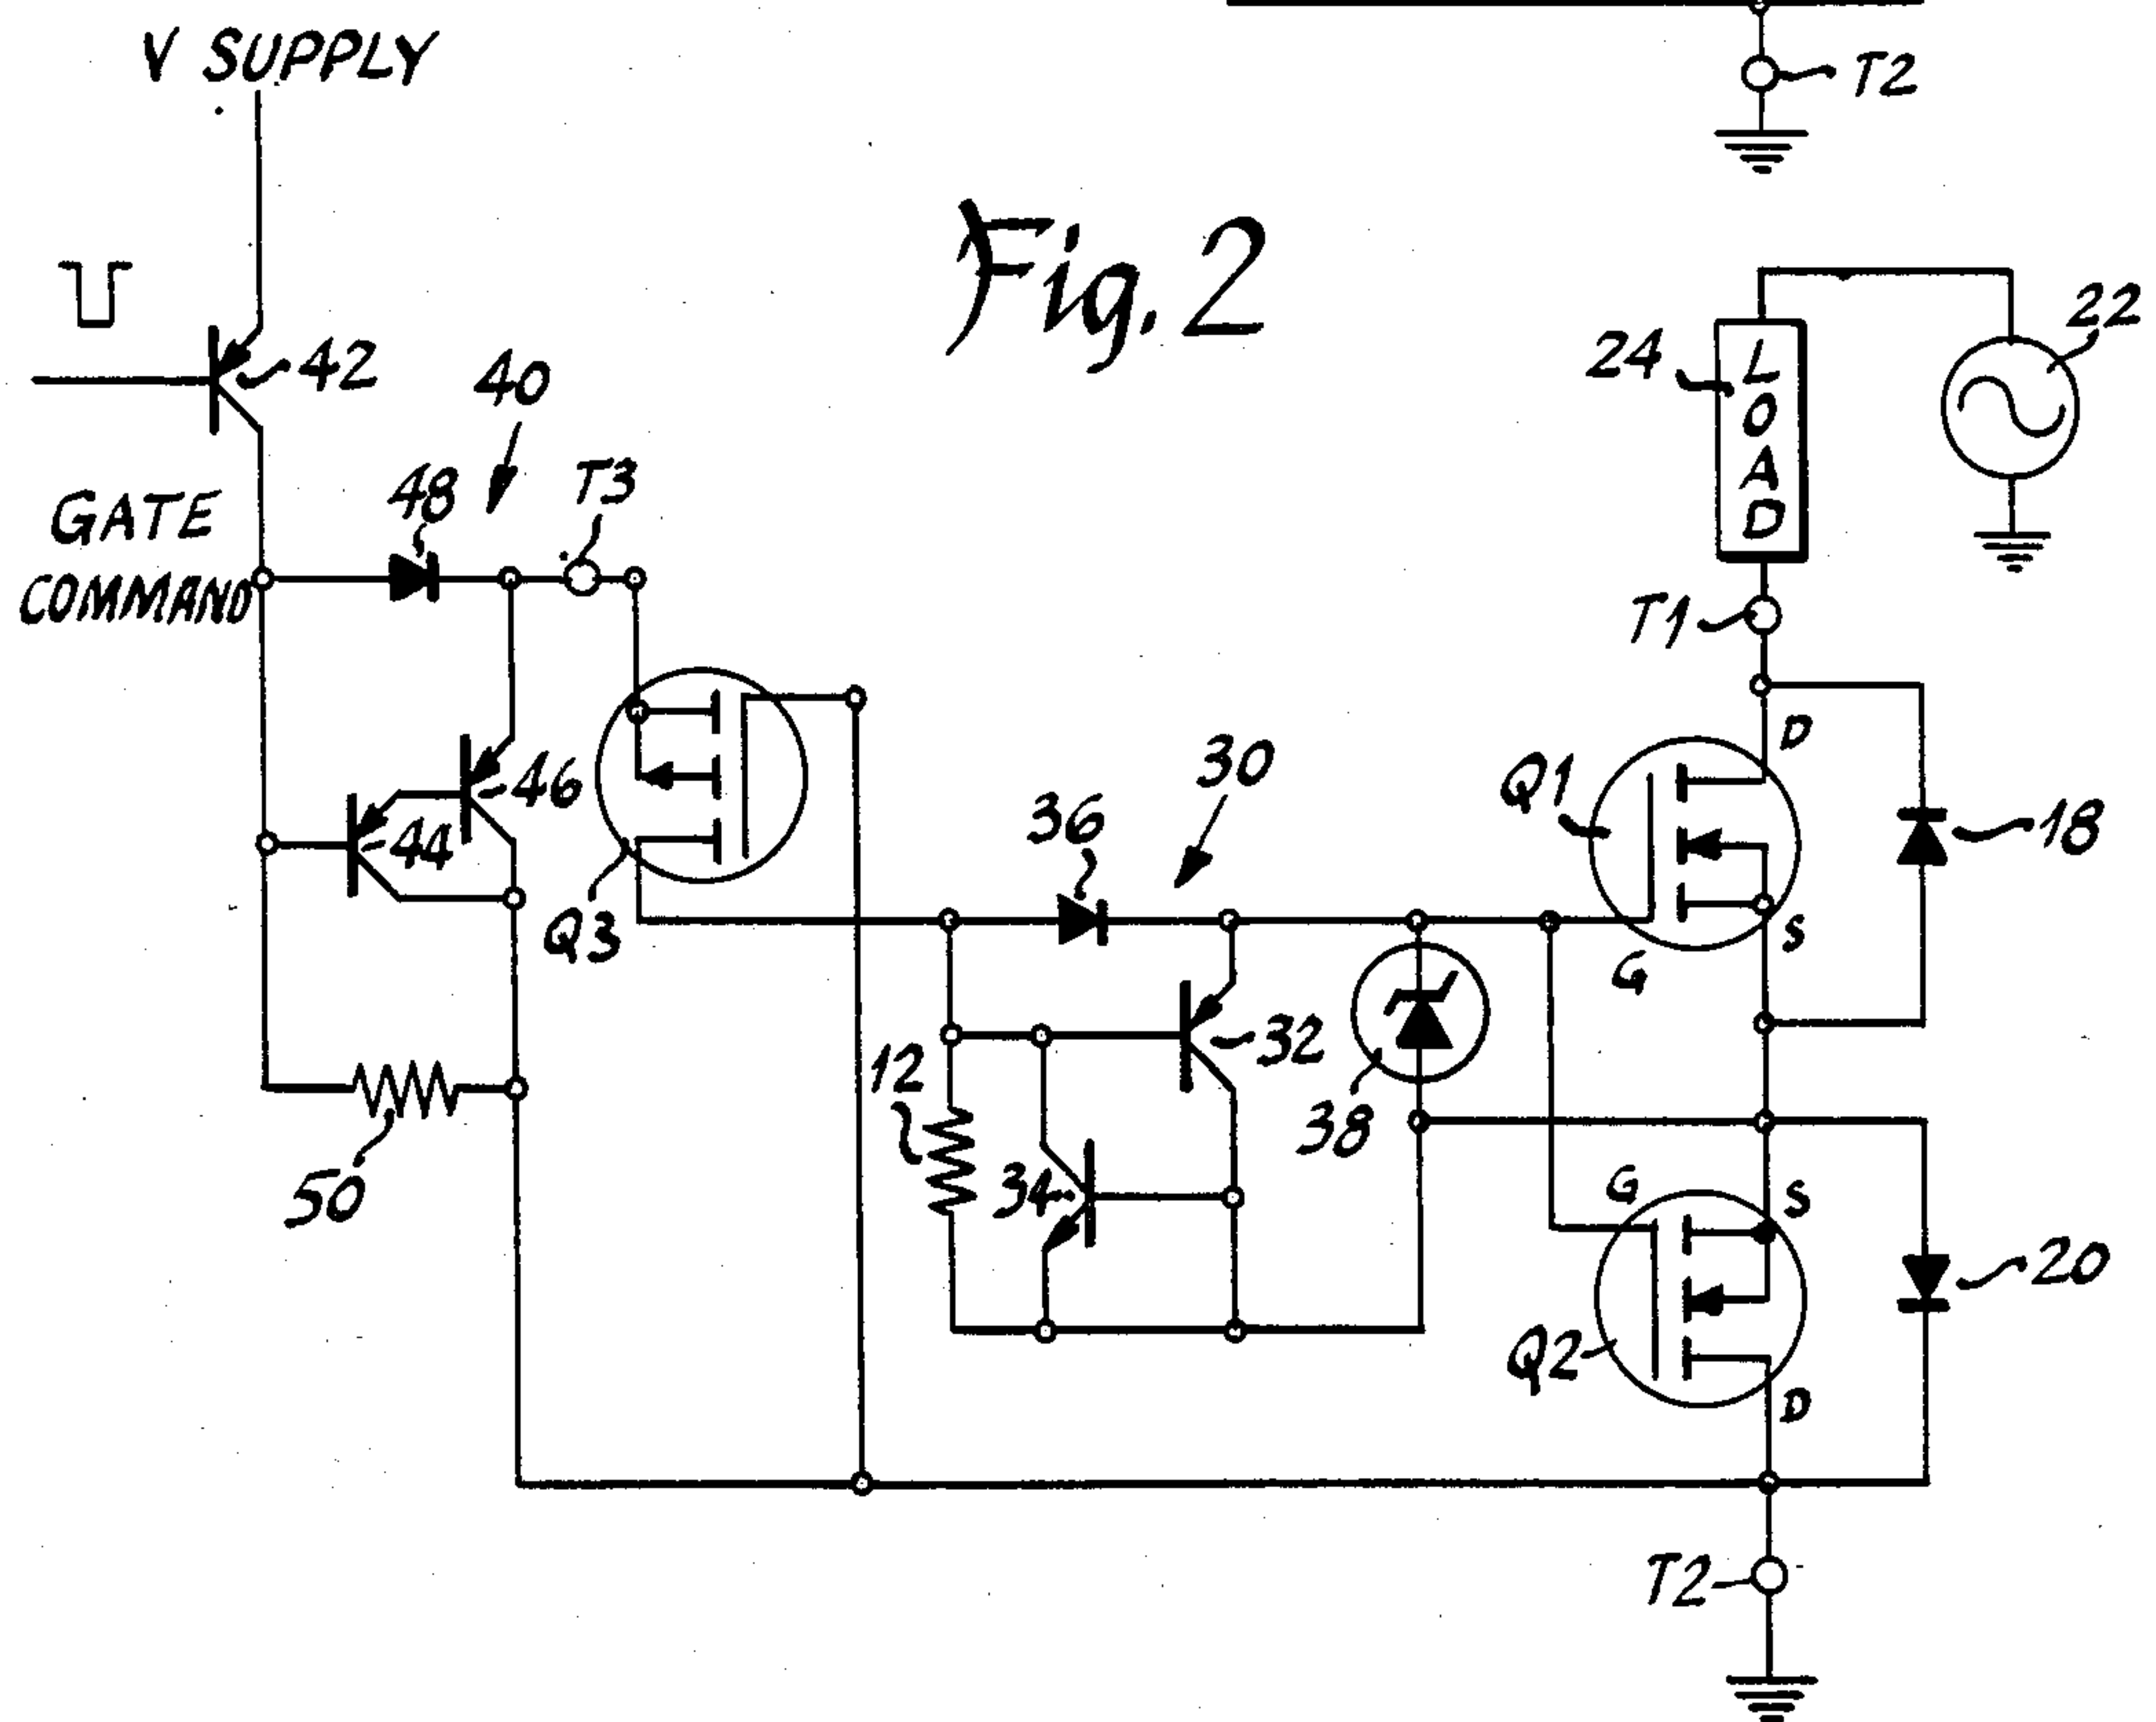 V SUPPLY
T2
Fig. 2
22
24
LOAD
42
40
48
T3
GATE
COMMAND
T1
D
Q1
18
46
30
36
44
Q3
S
G
32
12
38
34
G
S
50
20
Q2
D
T2